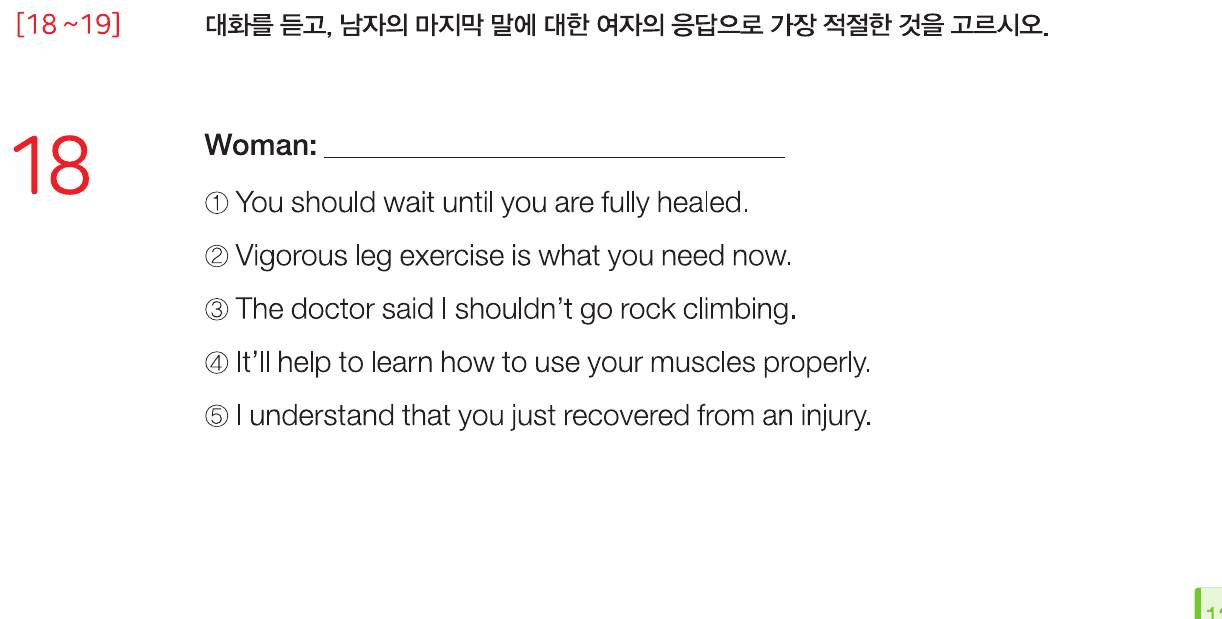 [18~19] 대화를 듣고, 남자의 마지막 말에 대한 여자의 응답으로 가장 적절한 것을 고르시오.
18 Woman: ______________________________
① You should wait until you are fully healed.
② Vigorous leg exercise is what you need now.
③ The doctor said I shouldn't go rock climbing.
④ It'll help to learn how to use your muscles properly.
⑤ I understand that you just recovered from an injury.